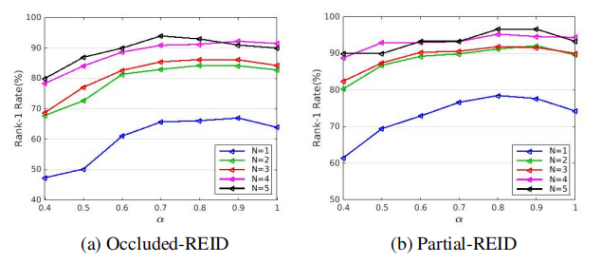 100
90
80
70
60
50
40
Rank-1 Rate(%)
N=1
N=2
N=3
N=4
N=5
0.4 0.5 0.6 0.7 0.8 0.9 1
α
(a) Occluded-REID
100
90
80
70
60
50
Rank-1 Rate(%)
N=1
N=2
N=3
N=4
N=5
0.4 0.5 0.6 0.7 0.8 0.9 1
α
(b) Partial-REID